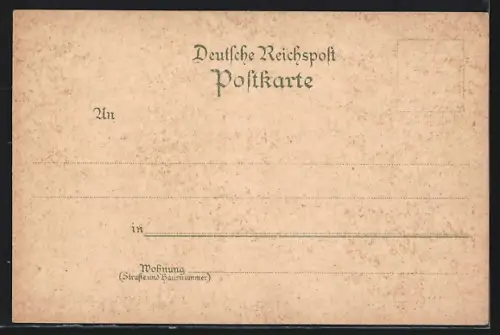 Deutſche Reichspoſt
Poſtkarte
An
in
Wohnung
(Straße und Hausnummer)